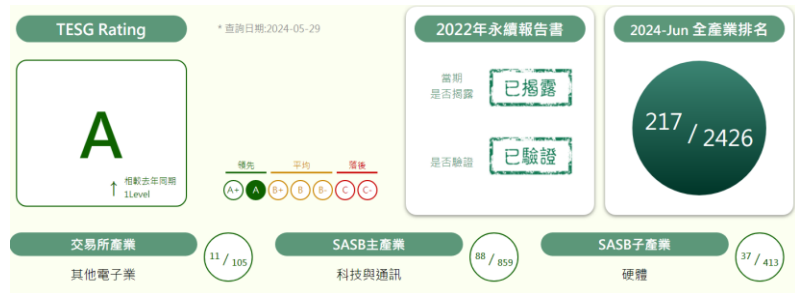 TESG Rating
* 查詢日期:2024-05-29
A
↑ 相較去年同期
1Level
領先 平均 落後
A+ A B+ B B- C C-
2022年永續報告書
當期
是否揭露
已揭露
是否驗證
已驗證
2024-Jun 全產業排名
217 / 2426
交易所產業
其他電子業
11 / 105
SASB主產業
科技與通訊
88 / 859
SASB子產業
硬體
37 / 413